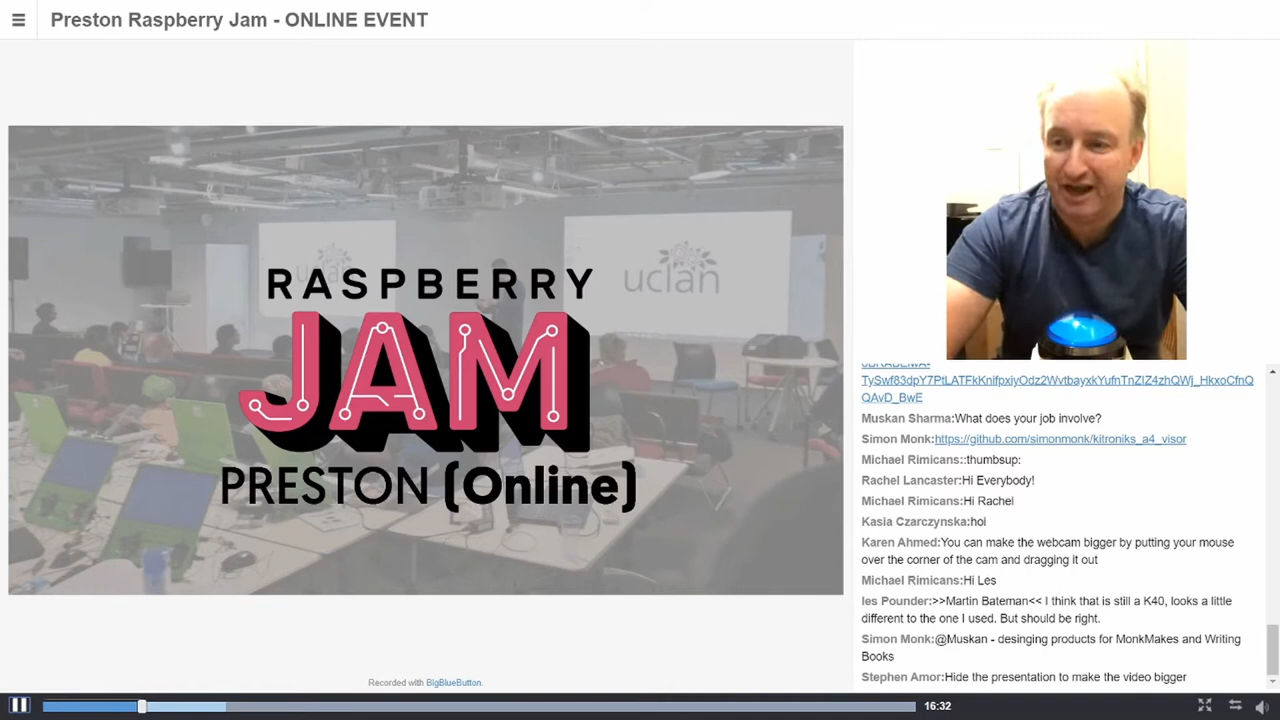 Preston Raspberry Jam - ONLINE EVENT
uclan
uclan
RASPBERRY
JAM
PRESTON (Online)
TySwf83dpY7PtLATFkKnifpxiyOdz2WvtbayxkYufnTnZIZ4zhQWj_HkxoCfnQ
QAvD_BwE
Muskan Sharma:What does your job involve?
Simon Monk:https://github.com/simonmonk/kitroniks_a4_visor
Michael Rimicans::thumbsup:
Rachel Lancaster:Hi Everybody!
Michael Rimicans:Hi Rachel
Kasia Czarczynska:hoi
Karen Ahmed:You can make the webcam bigger by putting your mouse
over the corner of the cam and dragging it out
Michael Rimicans:Hi Les
les Pounder:>>Martin Bateman<< I think that is still a K40, looks a little
different to the one I used. But should be right.
Simon Monk:@Muskan - desinging products for MonkMakes and Writing
Books
Stephen Amor:Hide the presentation to make the video bigger
Recorded with BigBlueButton.
16:32